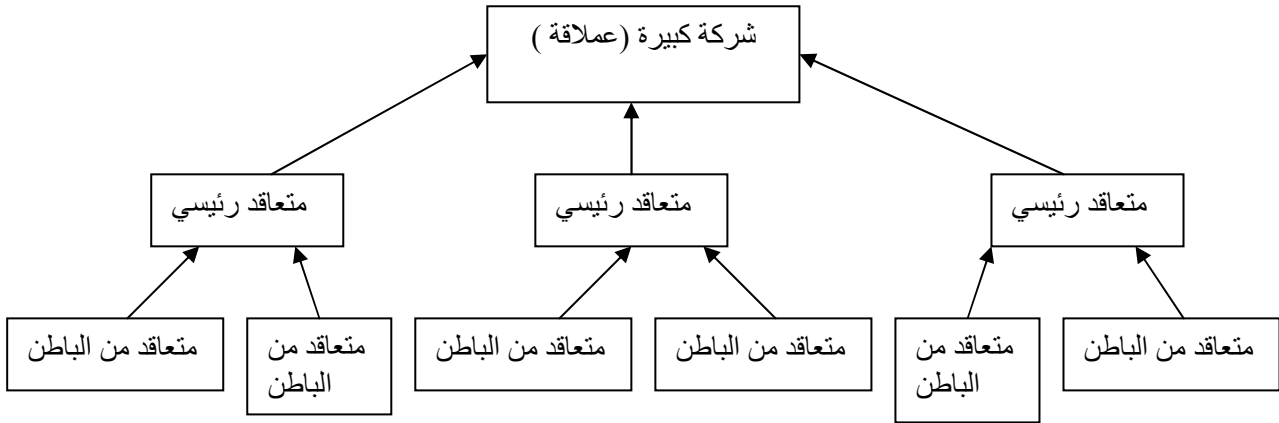 شركة كبيرة (عملاقة )
متعاقد رئيسي
متعاقد رئيسي
متعاقد رئيسي
متعاقد من الباطن
متعاقد من
الباطن
متعاقد من الباطن
متعاقد من الباطن
متعاقد من
الباطن
متعاقد من الباطن